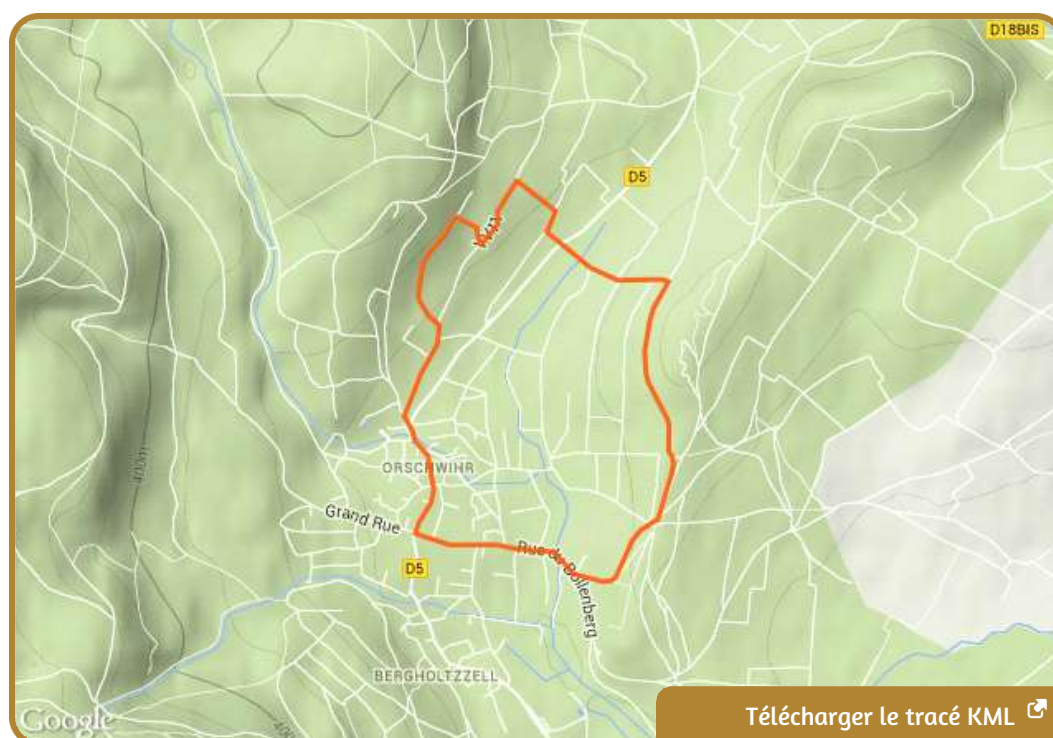 D18BIS
D5
ORSCHWIHR
Grand Rue
Rue du Bollenberg
D5
BERGHOLTZZELL
Google
Télécharger le tracé KML